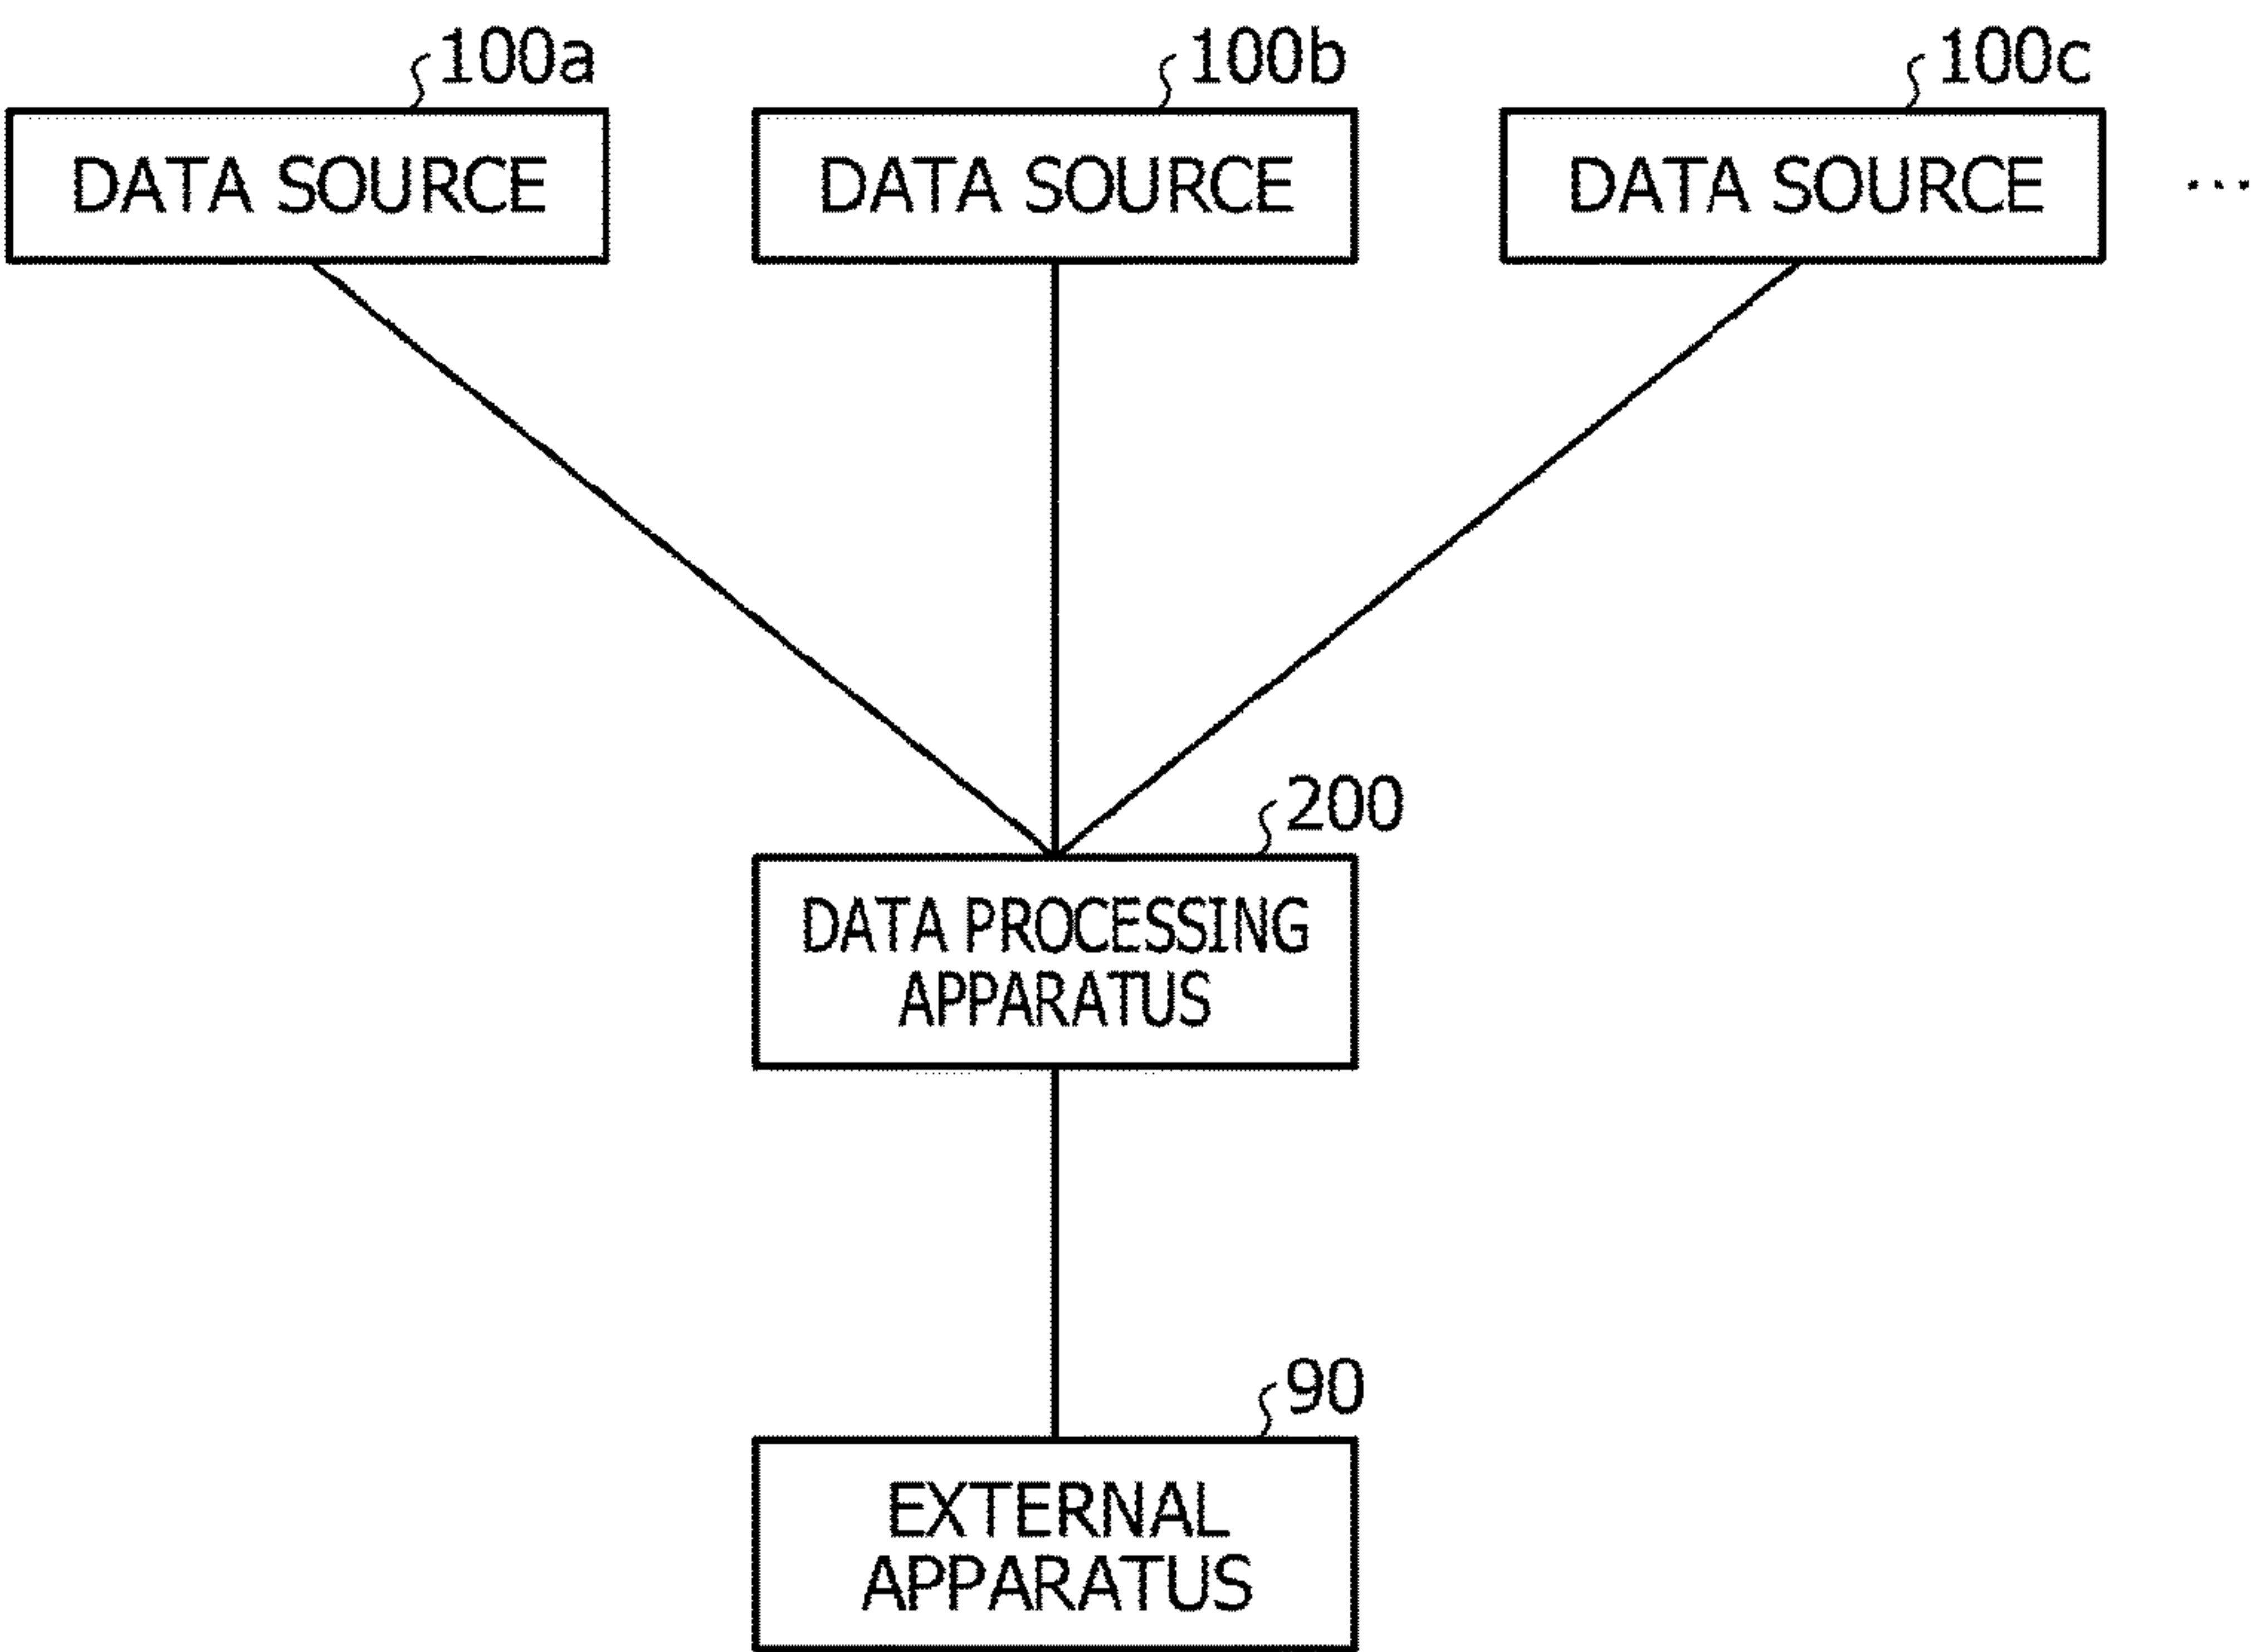 100a
100b
100c
DATA SOURCE
DATA SOURCE
DATA SOURCE
...
200
DATA PROCESSING
APPARATUS
90
EXTERNAL
APPARATUS